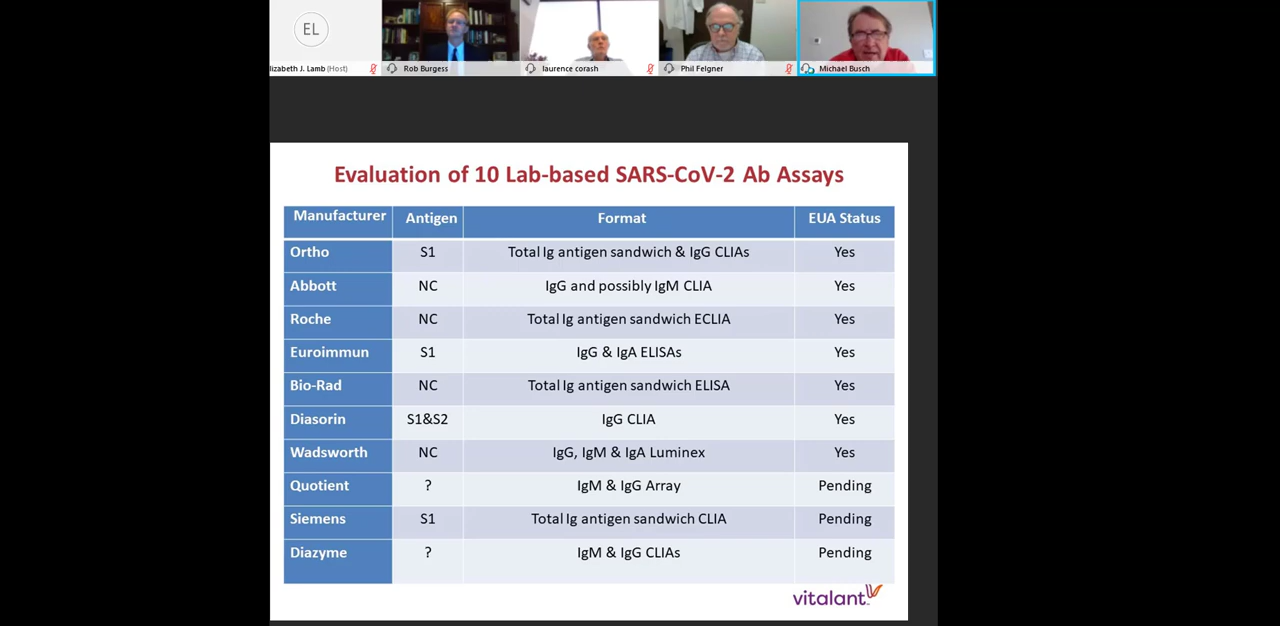 EL
lizabeth J. Lamb (Host)
Rob Burgess
laurence corash
Phil Felgner
Michael Busch
Evaluation of 10 Lab-based SARS-CoV-2 Ab Assays
Manufacturer Antigen Format EUA Status
Ortho S1 Total Ig antigen sandwich & IgG CLIAs Yes
Abbott NC IgG and possibly IgM CLIA Yes
Roche NC Total Ig antigen sandwich ECLIA Yes
Euroimmun S1 IgG & IgA ELISAs Yes
Bio-Rad NC Total Ig antigen sandwich ELISA Yes
Diasorin S1&S2 IgG CLIA Yes
Wadsworth NC IgG, IgM & IgA Luminex Yes
Quotient ? IgM & IgG Array Pending
Siemens S1 Total Ig antigen sandwich CLIA Pending
Diazyme ? IgM & IgG CLIAs Pending
vitalant